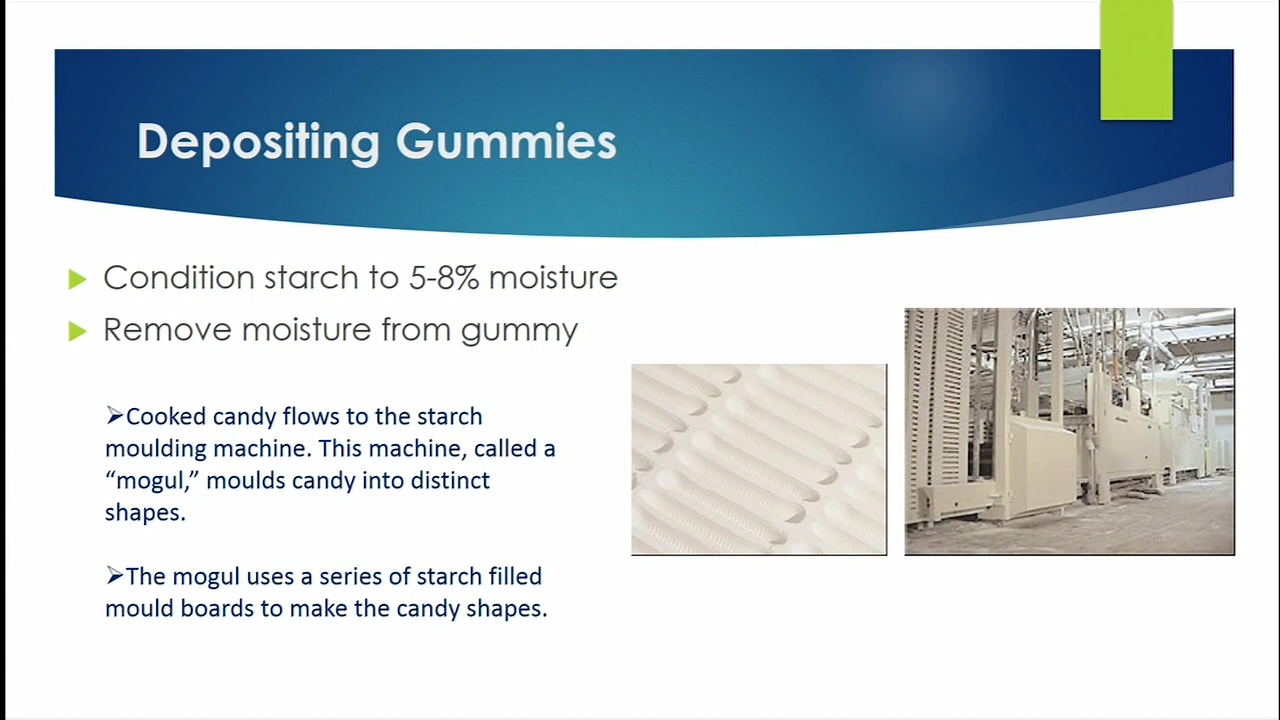 Depositing Gummies
Condition starch to 5-8% moisture
Remove moisture from gummy
➢Cooked candy flows to the starch
moulding machine. This machine, called a
“mogul,” moulds candy into distinct
shapes.
➢The mogul uses a series of starch filled
mould boards to make the candy shapes.